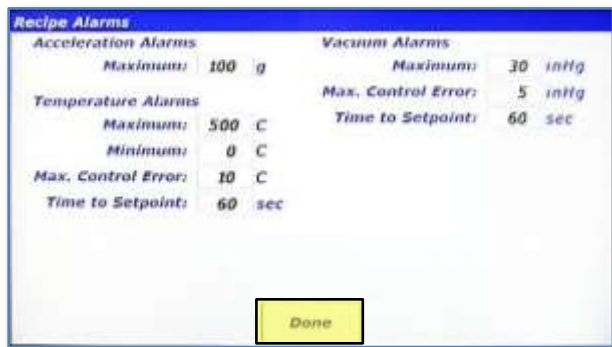 Recipe Alarms
Acceleration Alarms
Maximum: 100 g
Temperature Alarms
Maximum: 500 C
Minimum: 0 C
Max. Control Error: 10 C
Time to Setpoint: 60 sec
Vacuum Alarms
Maximum: 30 inHg
Max. Control Error: 5 inHg
Time to Setpoint: 60 sec
Done